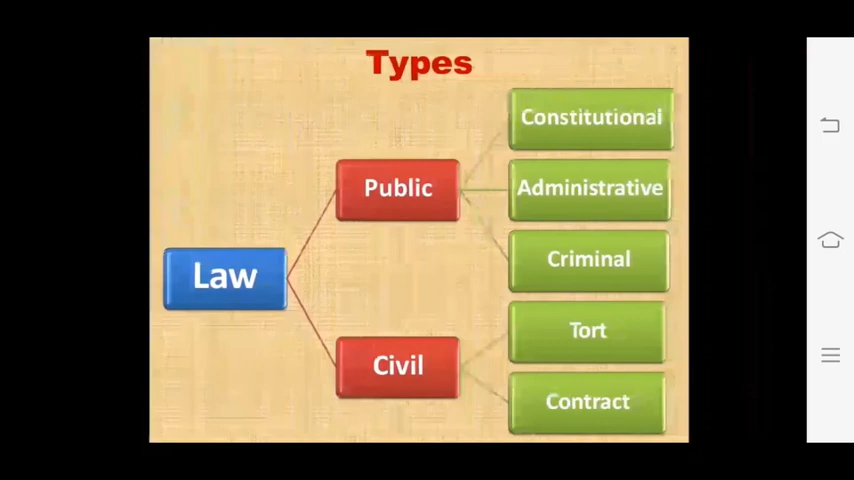 Types
Law
Public
Constitutional
Administrative
Criminal
Civil
Tort
Contract